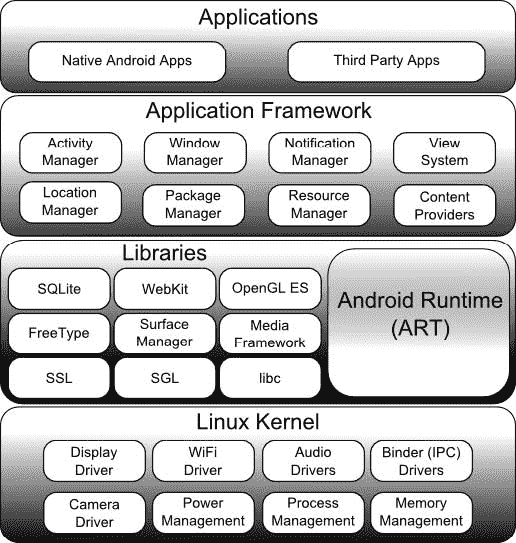 Applications
Native Android Apps
Third Party Apps
Application Framework
Activity
Manager
Window
Manager
Notification
Manager
View
System
Location
Manager
Package
Manager
Resource
Manager
Content
Providers
Libraries
SQLite
WebKit
OpenGL ES
FreeType
Surface
Manager
Media
Framework
SSL
SGL
libc
Android Runtime
(ART)
Linux Kernel
Display
Driver
WiFi
Driver
Audio
Drivers
Binder (IPC)
Drivers
Camera
Driver
Power
Management
Process
Management
Memory
Management